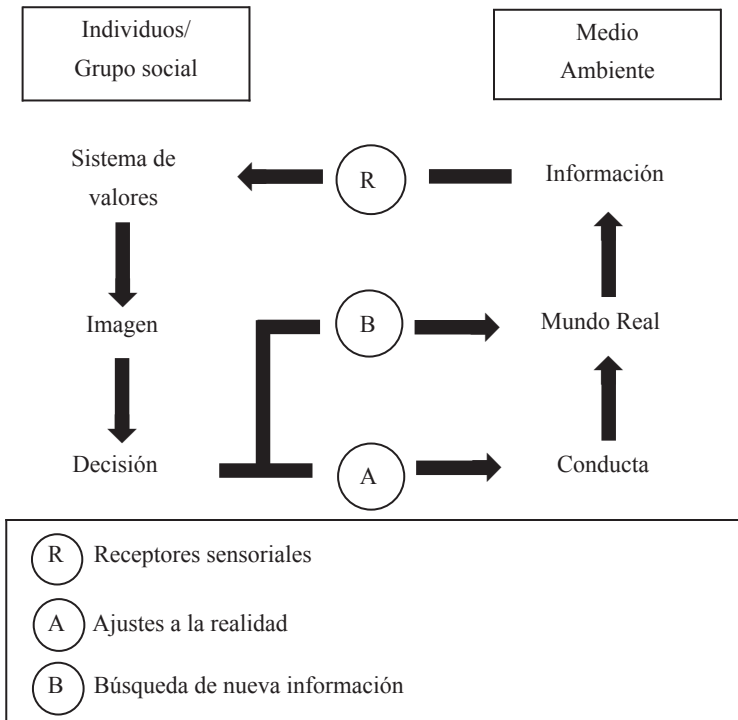 Individuos/
Grupo social
Medio
Ambiente
Sistema de
valores
R
Información
Imagen
B
Mundo Real
Decisión
A
Conducta
R Receptores sensoriales
A Ajustes a la realidad
B Búsqueda de nueva información